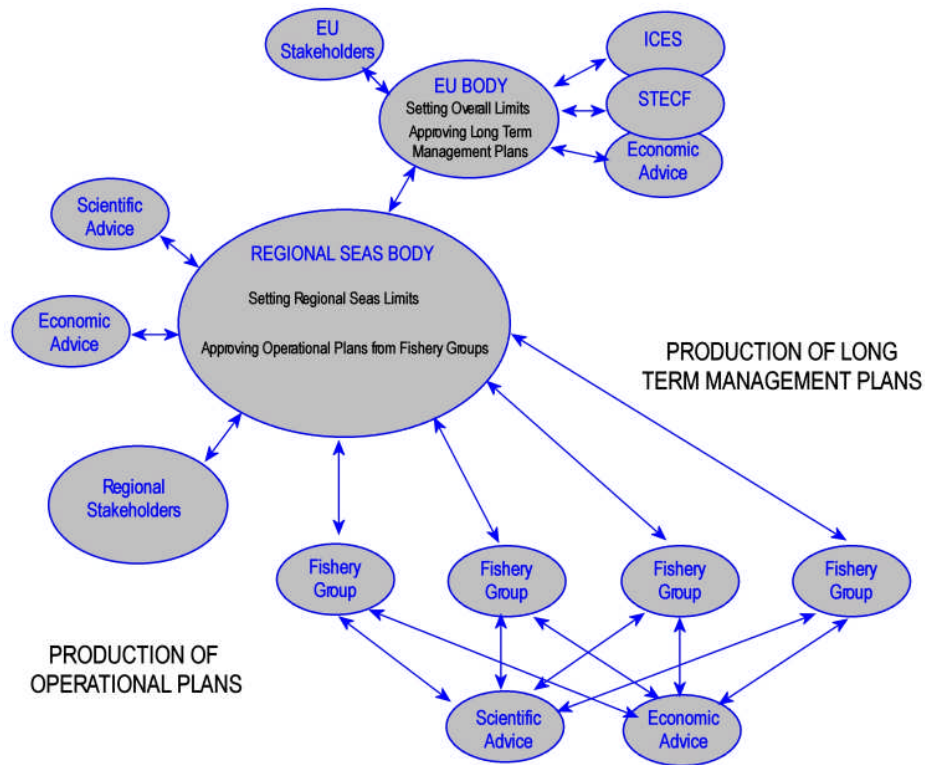 EU
Stakeholders
ICES
EU BODY
Setting Overall Limits
Approving Long Term
Management Plans
STECF
Economic
Advice
Scientific
Advice
REGIONAL SEAS BODY
Setting Regional Seas Limits
Approving Operational Plans from Fishery Groups
Economic
Advice
PRODUCTION OF LONG
TERM MANAGEMENT PLANS
Regional
Stakeholders
Fishery
Group
Fishery
Group
Fishery
Group
Fishery
Group
PRODUCTION OF
OPERATIONAL PLANS
Scientific
Advice
Economic
Advice